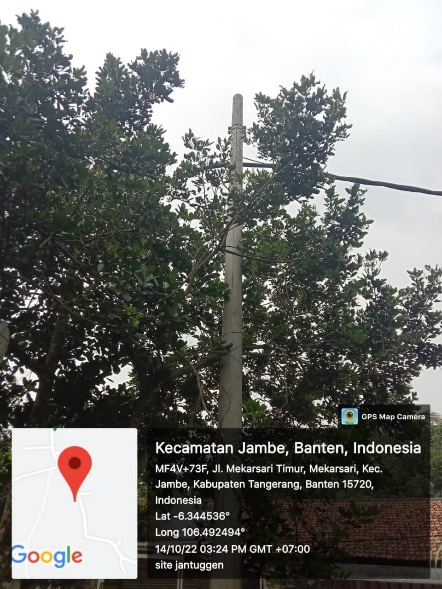 GPS Map Camera
Kecamatan Jambe, Banten, Indonesia
MF4V+73F, Jl. Mekarsari Timur, Mekarsari, Kec.
Jambe, Kabupaten Tangerang, Banten 15720,
Indonesia
Lat -6.344536°
Long 106.492494°
14/10/22 03:24 PM GMT +07:00
site jantuggen
Google